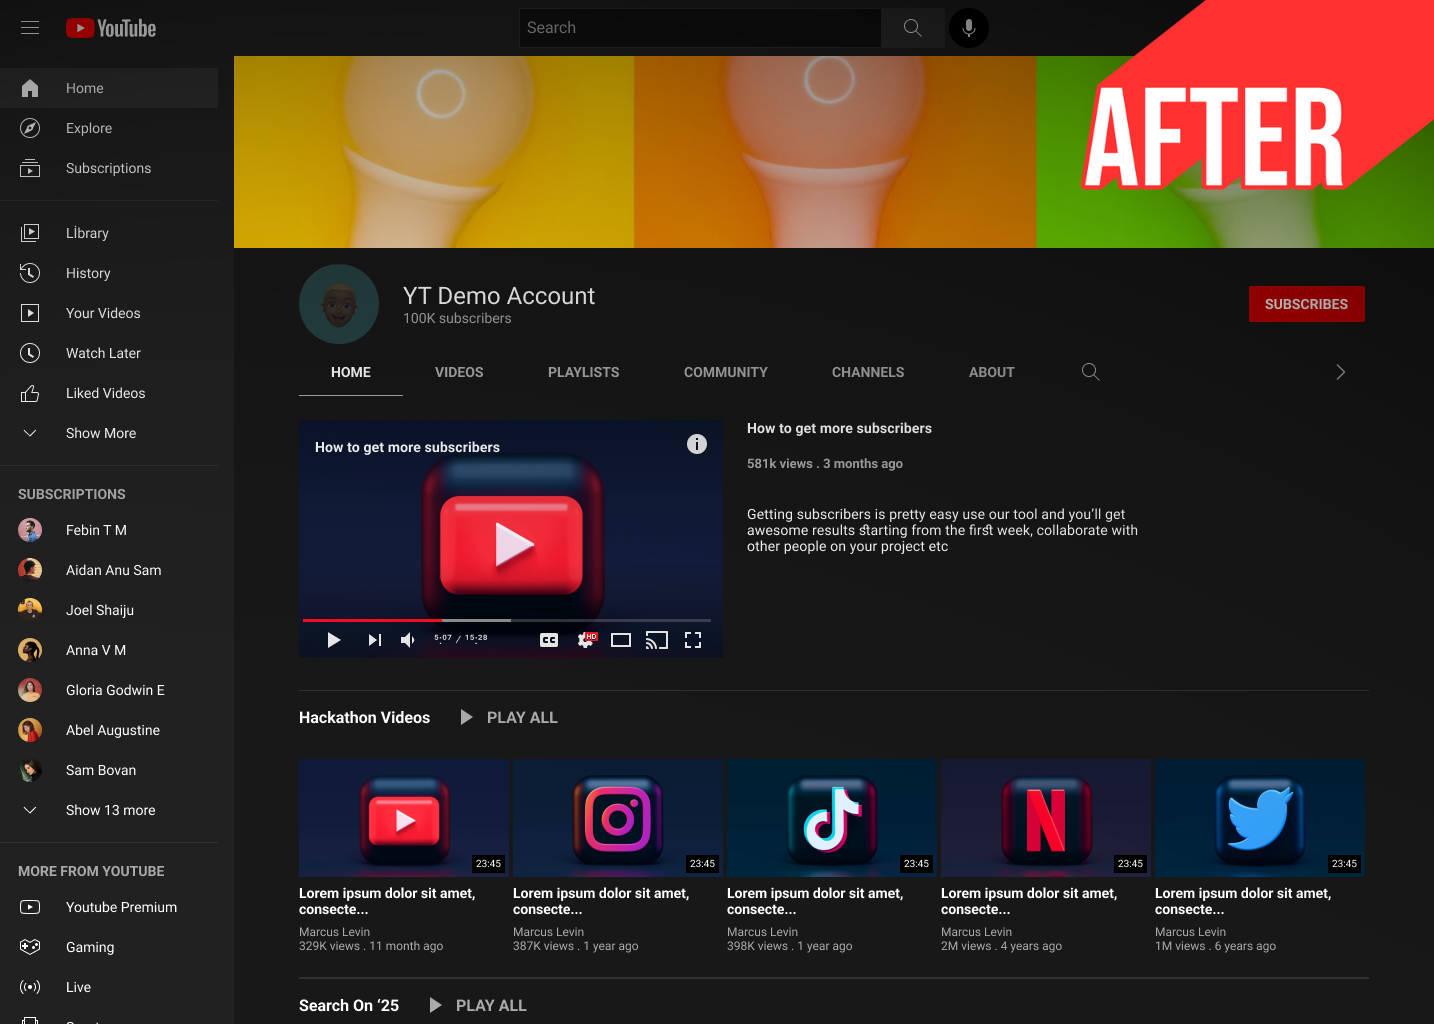 YouTube
Search
AFTER
Home
Explore
Subscriptions
Lİbrary
History
Your Videos
Watch Later
Liked Videos
Show More
SUBSCRIPTIONS
Febin T M
Aidan Anu Sam
Joel Shaiju
Anna V M
Gloria Godwin E
Abel Augustine
Sam Bovan
Show 13 more
MORE FROM YOUTUBE
Youtube Premium
Gaming
Live
YT Demo Account
100K subscribers
SUBSCRIBES
HOME VIDEOS PLAYLISTS COMMUNITY CHANNELS ABOUT
How to get more subscribers
5:07 / 15:28
CC
HD
How to get more subscribers
581k views . 3 months ago
Getting subscribers is pretty easy use our tool and you’ll get
awesome results starting from the first week, collaborate with
other people on your project etc
Hackathon Videos PLAY ALL
23:45
Lorem ipsum dolor sit amet,
consecte...
Marcus Levin
329K views . 11 month ago
23:45
Lorem ipsum dolor sit amet,
consecte...
Marcus Levin
387K views . 1 year ago
23:45
Lorem ipsum dolor sit amet,
consecte...
Marcus Levin
398K views . 1 year ago
23:45
Lorem ipsum dolor sit amet,
consecte...
Marcus Levin
2M views . 4 years ago
23:45
Lorem ipsum dolor sit amet,
consecte...
Marcus Levin
1M views . 6 years ago
Search On ‘25 PLAY ALL